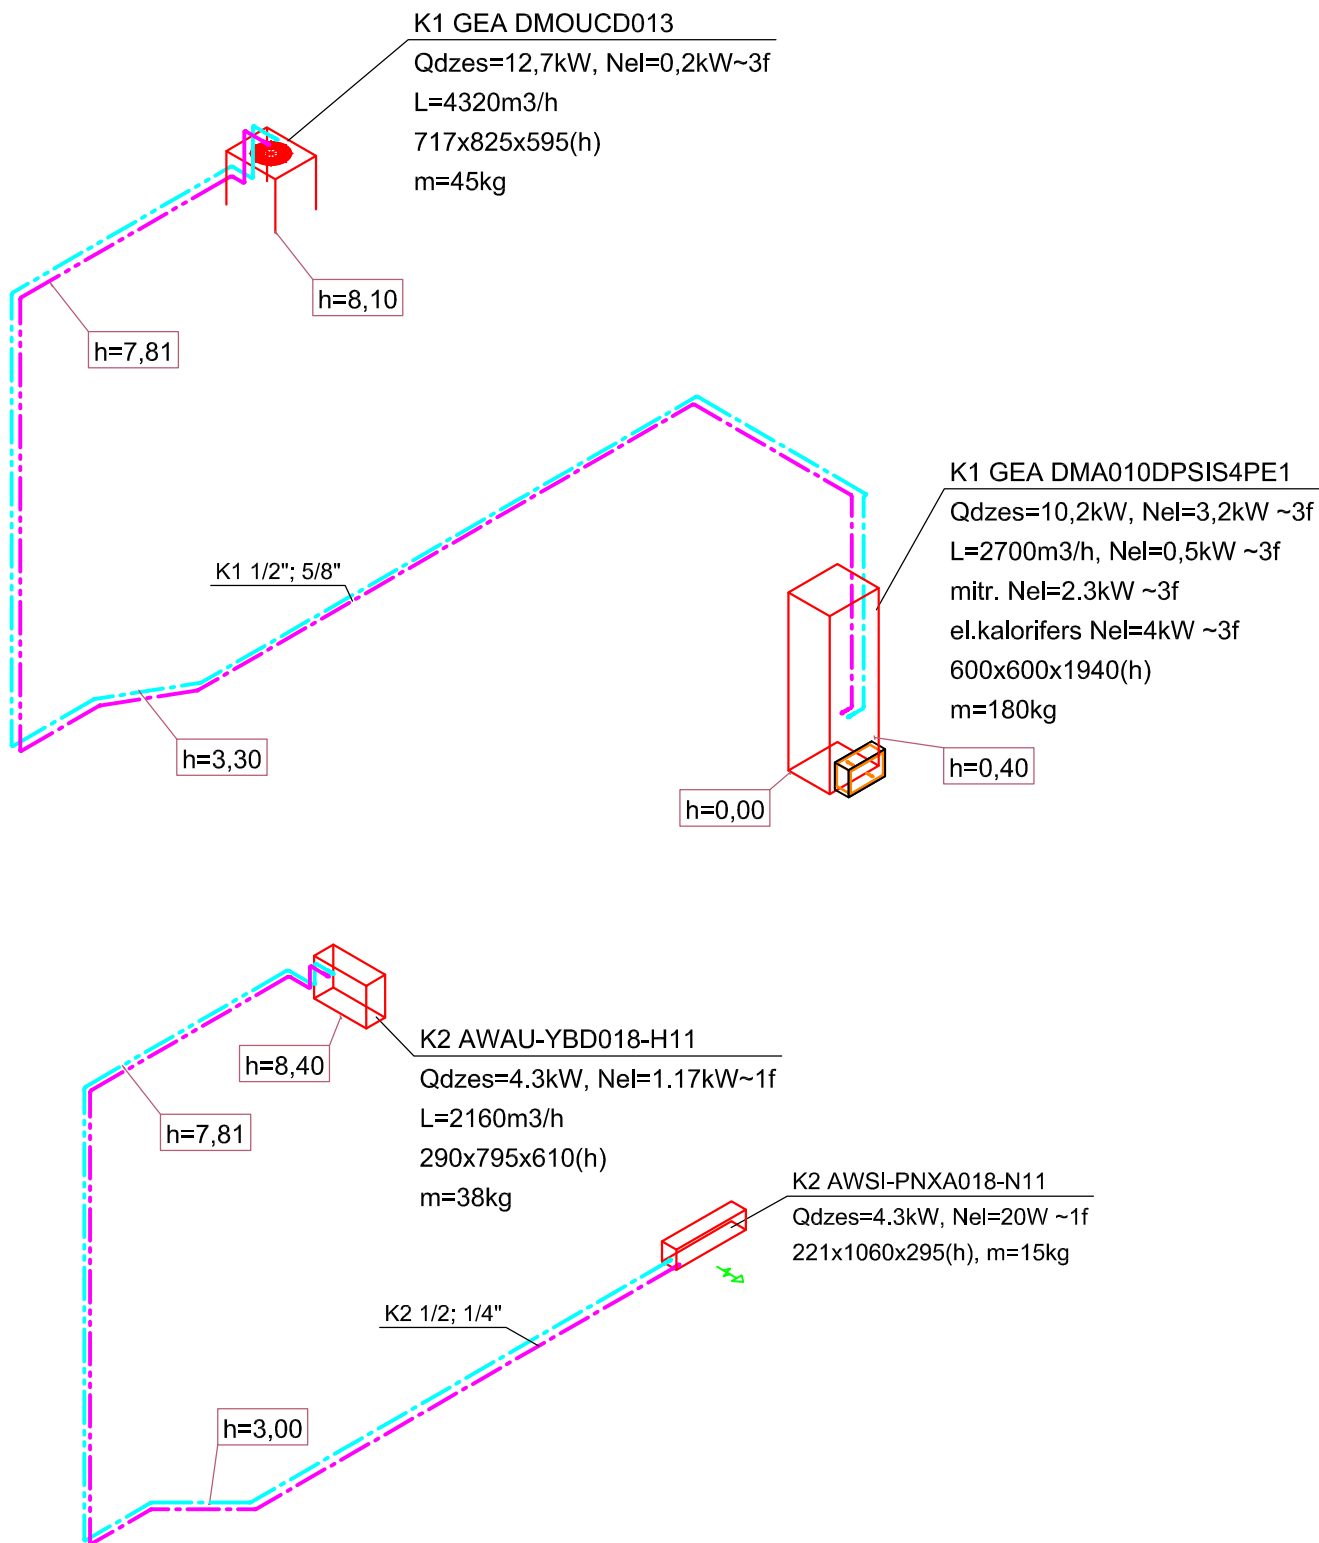 K1 GEA DMOUCD013
Qdzes=12,7kW, Nel=0,2kW~3f
L=4320m3/h
717x825x595(h)
m=45kg
h=8,10
h=7,81
K1 GEA DMA010DPSIS4PE1
Qdzes=10,2kW, Nel=3,2kW ~3f
L=2700m3/h, Nel=0,5kW ~3f
mitr. Nel=2.3kW ~3f
el.kalorifers Nel=4kW ~3f
600x600x1940(h)
m=180kg
K1 1/2"; 5/8"
h=3,30
h=0,40
h=0,00
K2 AWAU-YBD018-H11
Qdzes=4.3kW, Nel=1.17kW~1f
L=2160m3/h
290x795x610(h)
m=38kg
h=8,40
h=7,81
K2 AWSI-PNXA018-N11
Qdzes=4.3kW, Nel=20W ~1f
221x1060x295(h), m=15kg
K2 1/2; 1/4"
h=3,00